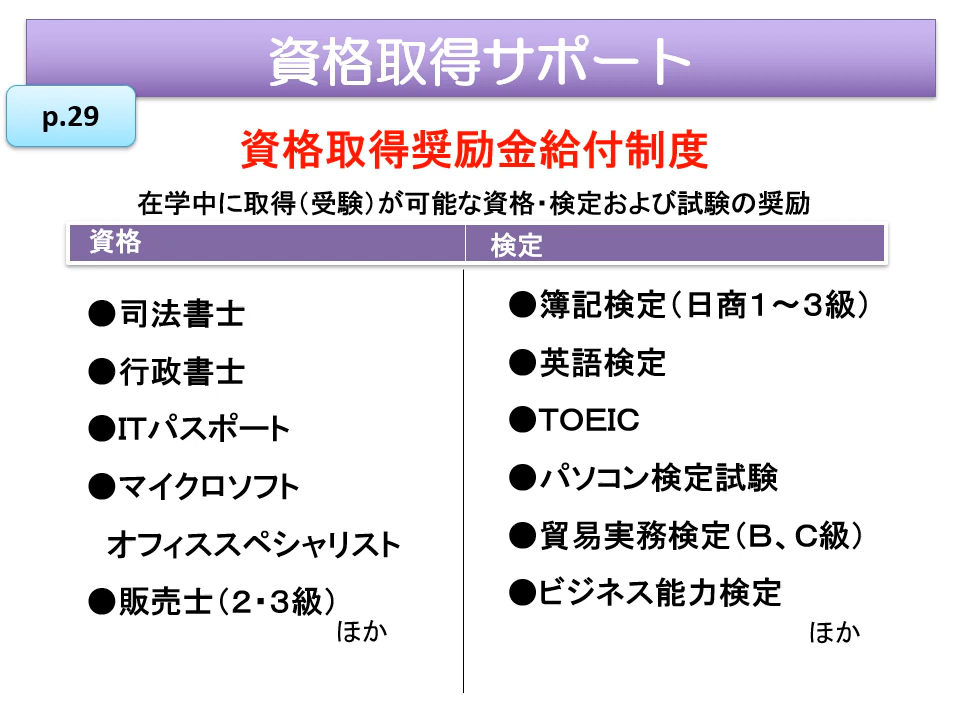 資格取得サポート
p.29
資格取得奨励金給付制度
在学中に取得（受験）が可能な資格・検定および試験の奨励
資格
検定
●司法書士
●行政書士
●ITパスポート
●マイクロソフト
オフィススペシャリスト
●販売士（２・３級）
ほか
●簿記検定（日商１～３級）
●英語検定
●TOEIC
●パソコン検定試験
●貿易実務検定（Ｂ、Ｃ級）
●ビジネス能力検定
ほか